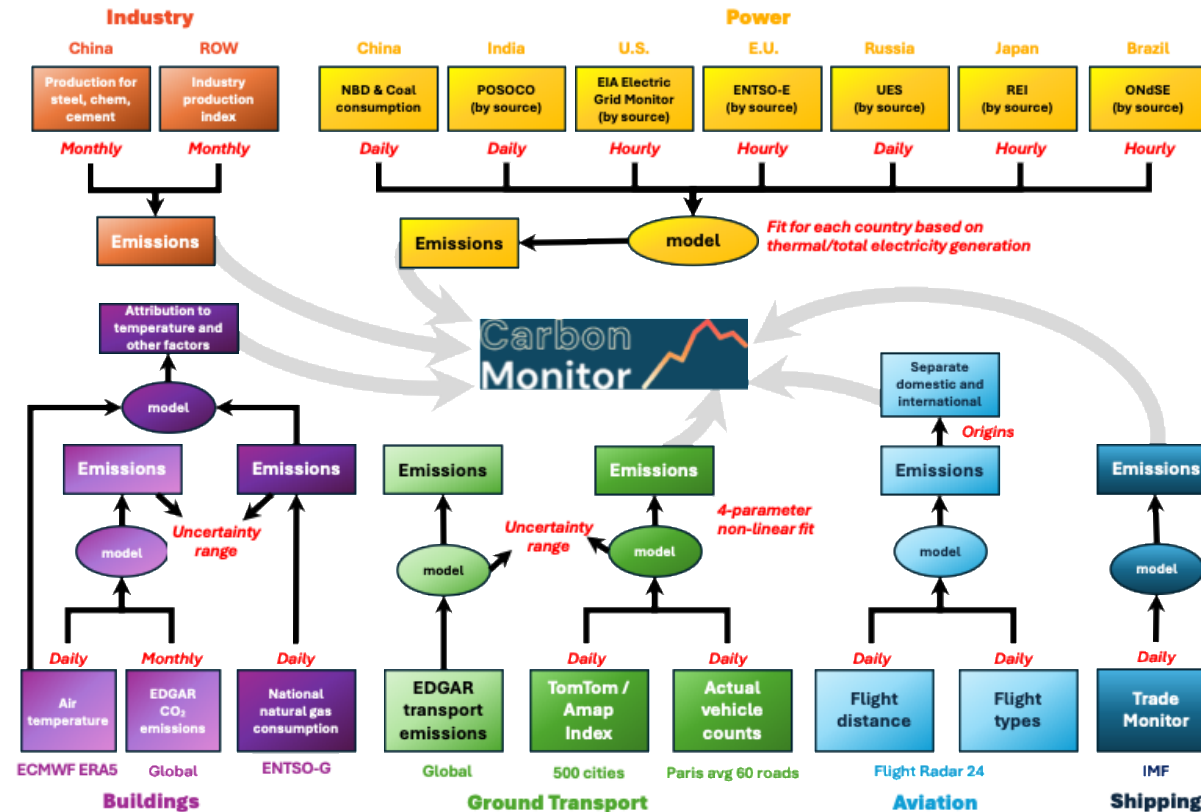 Industry
Power
China
ROW
China
India
U.S.
E.U.
Russia
Japan
Brazil
Production for
steel, chem,
cement
Industry
production
index
NBD & Coal
consumption
POSOCO
(by source)
EIA Electric
Grid Monitor
(by source)
ENTSO-E
(by source)
UES
(by source)
REI
(by source)
ONdSE
(by source)
Monthly
Monthly
Daily
Daily
Hourly
Hourly
Daily
Hourly
Hourly
Emissions
Emissions
model
Fit for each country based on
thermal/total electricity generation
Attribution to
temperature and
other factors
Carbon
Monitor
Separate
domestic and
international
model
Origins
Emissions
Emissions
Emissions
Emissions
Emissions
Emissions
Uncertainty
range
Uncertainty
range
4-parameter
non-linear fit
model
model
model
model
model
Daily
Monthly
Daily
Daily
Daily
Daily
Daily
Daily
Air
temperature
EDGAR
CO₂
emissions
National
natural gas
consumption
EDGAR
transport
emissions
TomTom /
Amap
Index
Actual
vehicle
counts
Flight
distance
Flight
types
Trade
Monitor
ECMWF ERA5
Global
ENTSO-G
Global
500 cities
Paris avg 60 roads
Flight Radar 24
IMF
Buildings
Ground Transport
Aviation
Shipping